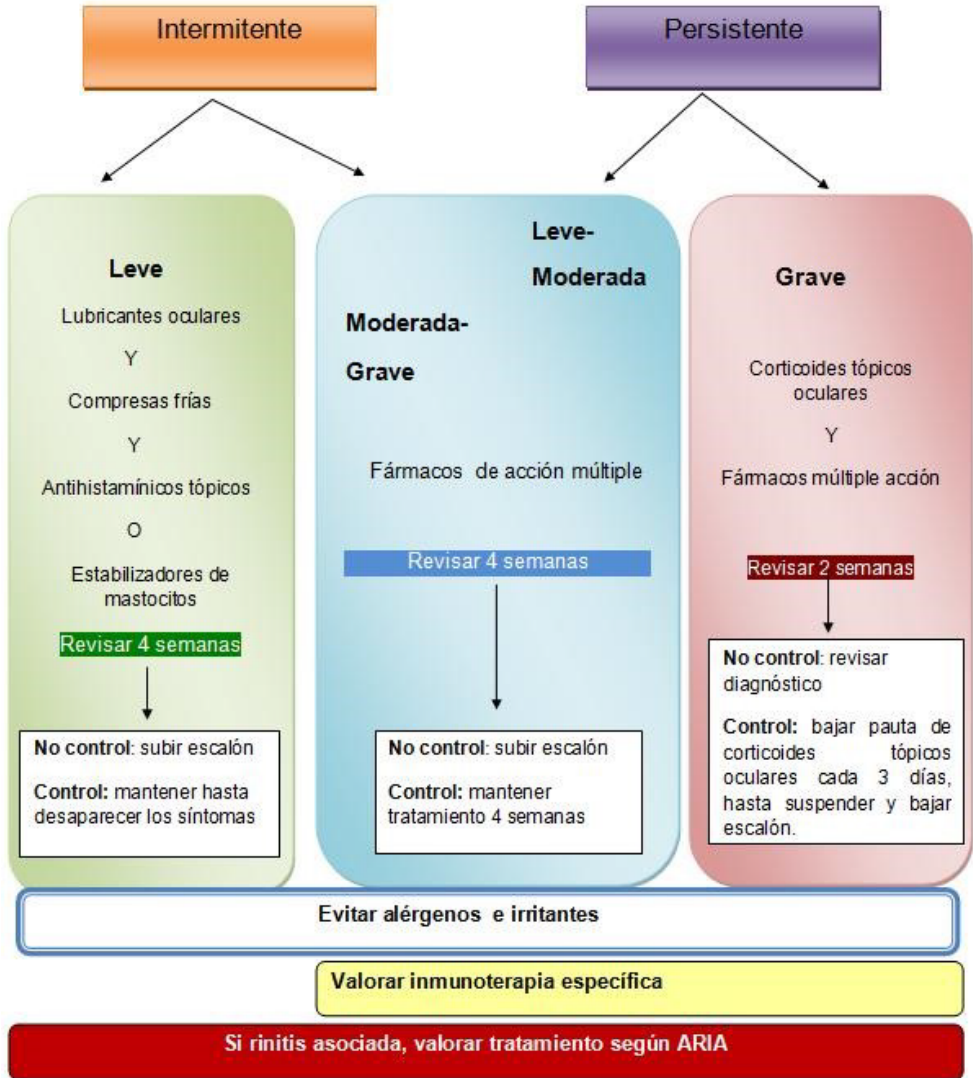 Intermitente
Persistente
Leve
Lubricantes oculares
Y
Compresas frías
Y
Antihistamínicos tópicos
O
Estabilizadores de
mastocitos
Revisar 4 semanas
No control: subir escalón
Control: mantener hasta
desaparecer los síntomas
Leve-
Moderada
Moderada-
Grave
Fármacos de acción múltiple
Revisar 4 semanas
No control: subir escalón
Control: mantener
tratamiento 4 semanas
Grave
Corticoides tópicos
oculares
Y
Fármacos múltiple acción
Revisar 2 semanas
No control: revisar
diagnóstico
Control: bajar pauta de
corticoides tópicos
oculares cada 3 días,
hasta suspender y bajar
escalón.
Evitar alérgenos e irritantes
Valorar inmunoterapia específica
Si rinitis asociada, valorar tratamiento según ARIA